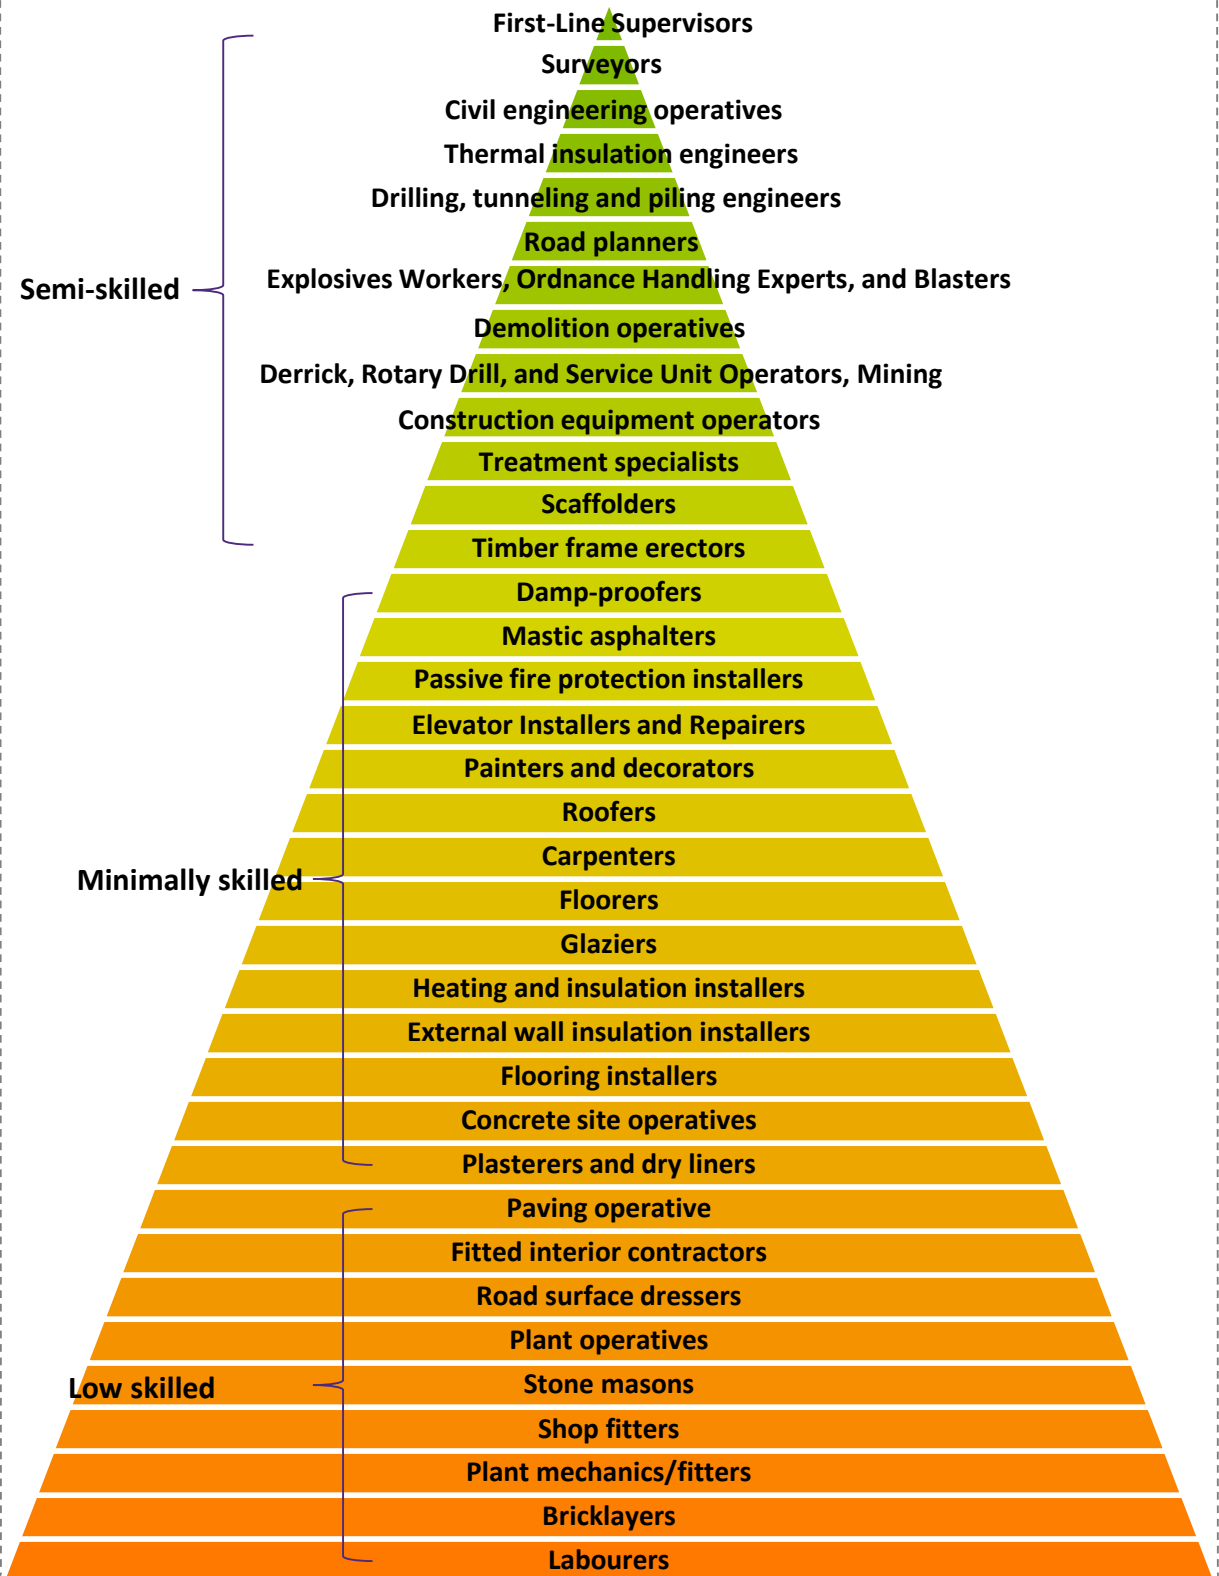 First-Line Supervisors
Surveyors
Civil engineering operatives
Thermal insulation engineers
Drilling, tunneling and piling engineers
Road planners
Semi-skilled
Explosives Workers, Ordnance Handling Experts, and Blasters
Demolition operatives
Derrick, Rotary Drill, and Service Unit Operators, Mining
Construction equipment operators
Treatment specialists
Scaffolders
Timber frame erectors
Damp-proofers
Mastic asphalters
Passive fire protection installers
Elevator Installers and Repairers
Painters and decorators
Roofers
Carpenters
Minimally skilled
Floorers
Glaziers
Heating and insulation installers
External wall insulation installers
Flooring installers
Concrete site operatives
Plasterers and dry liners
Paving operative
Fitted interior contractors
Road surface dressers
Plant operatives
Low skilled
Stone masons
Shop fitters
Plant mechanics/fitters
Bricklayers
Labourers